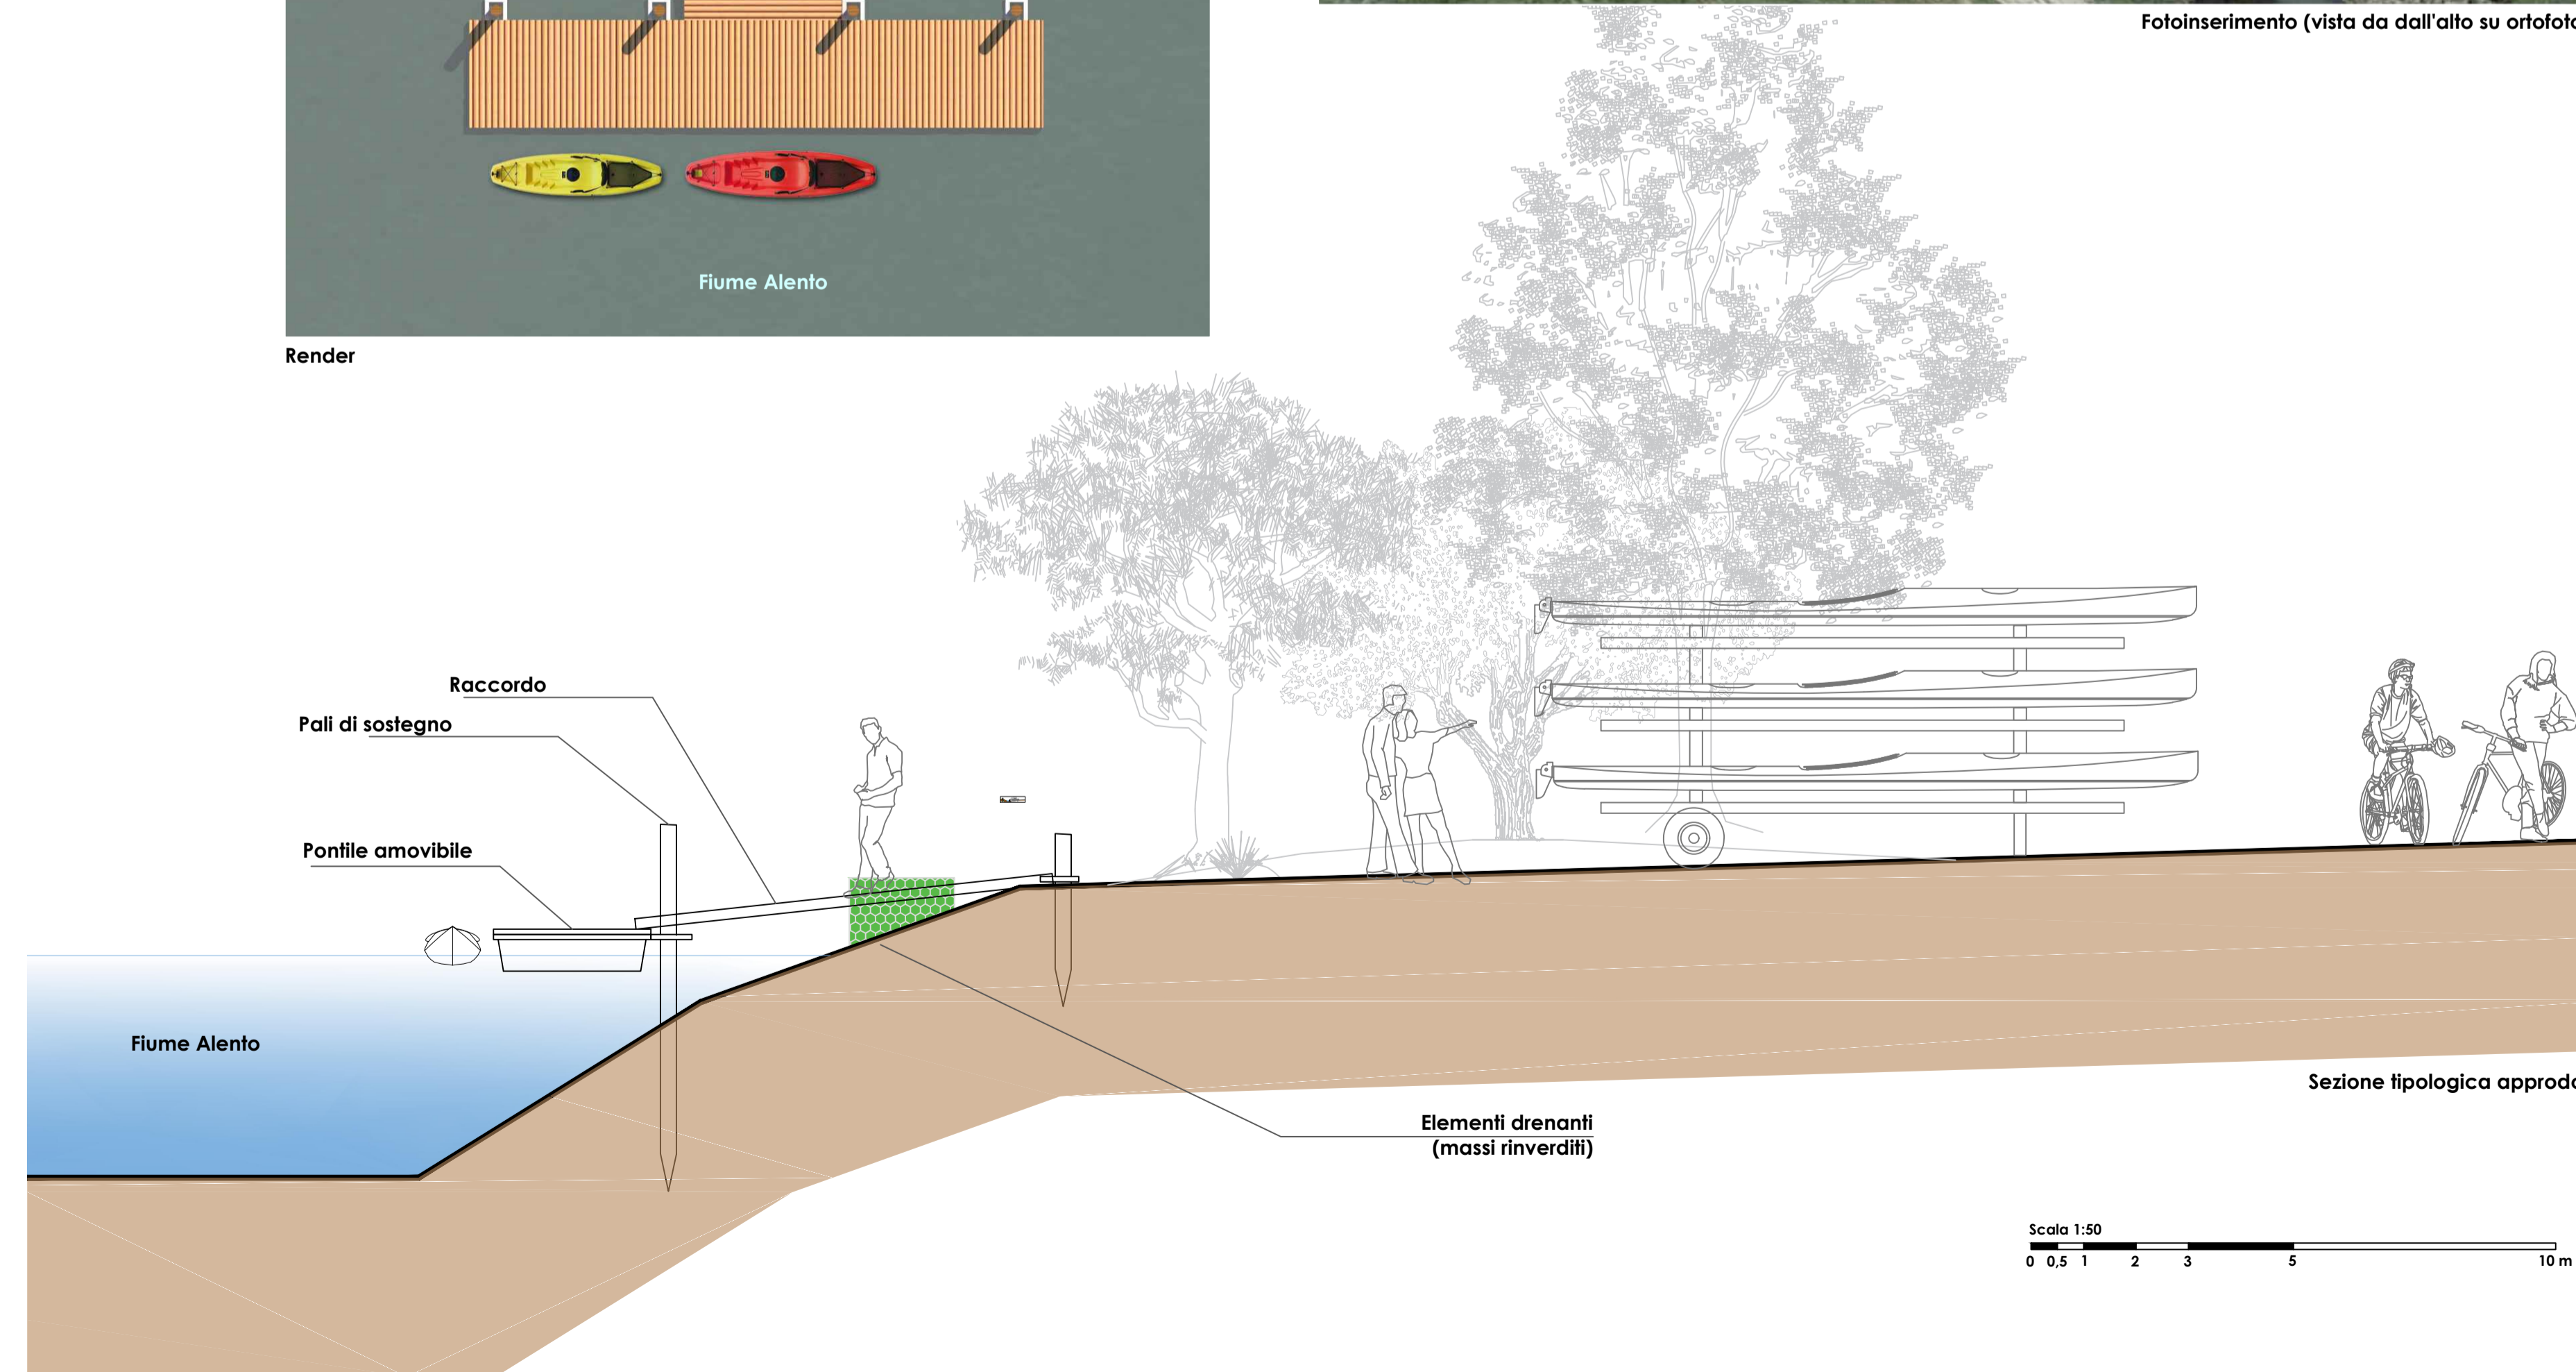 Fotoinserimento (vista da dall'alto su ortofoto
Fiume Alento
Render
Raccordo
Pali di sostegno
Pontile amovibile
Fiume Alento
Sezione tipologica approdo
Elementi drenanti
(massi rinverditi)
Scala 1:50
0 0,5 1 2 3 5 10 m